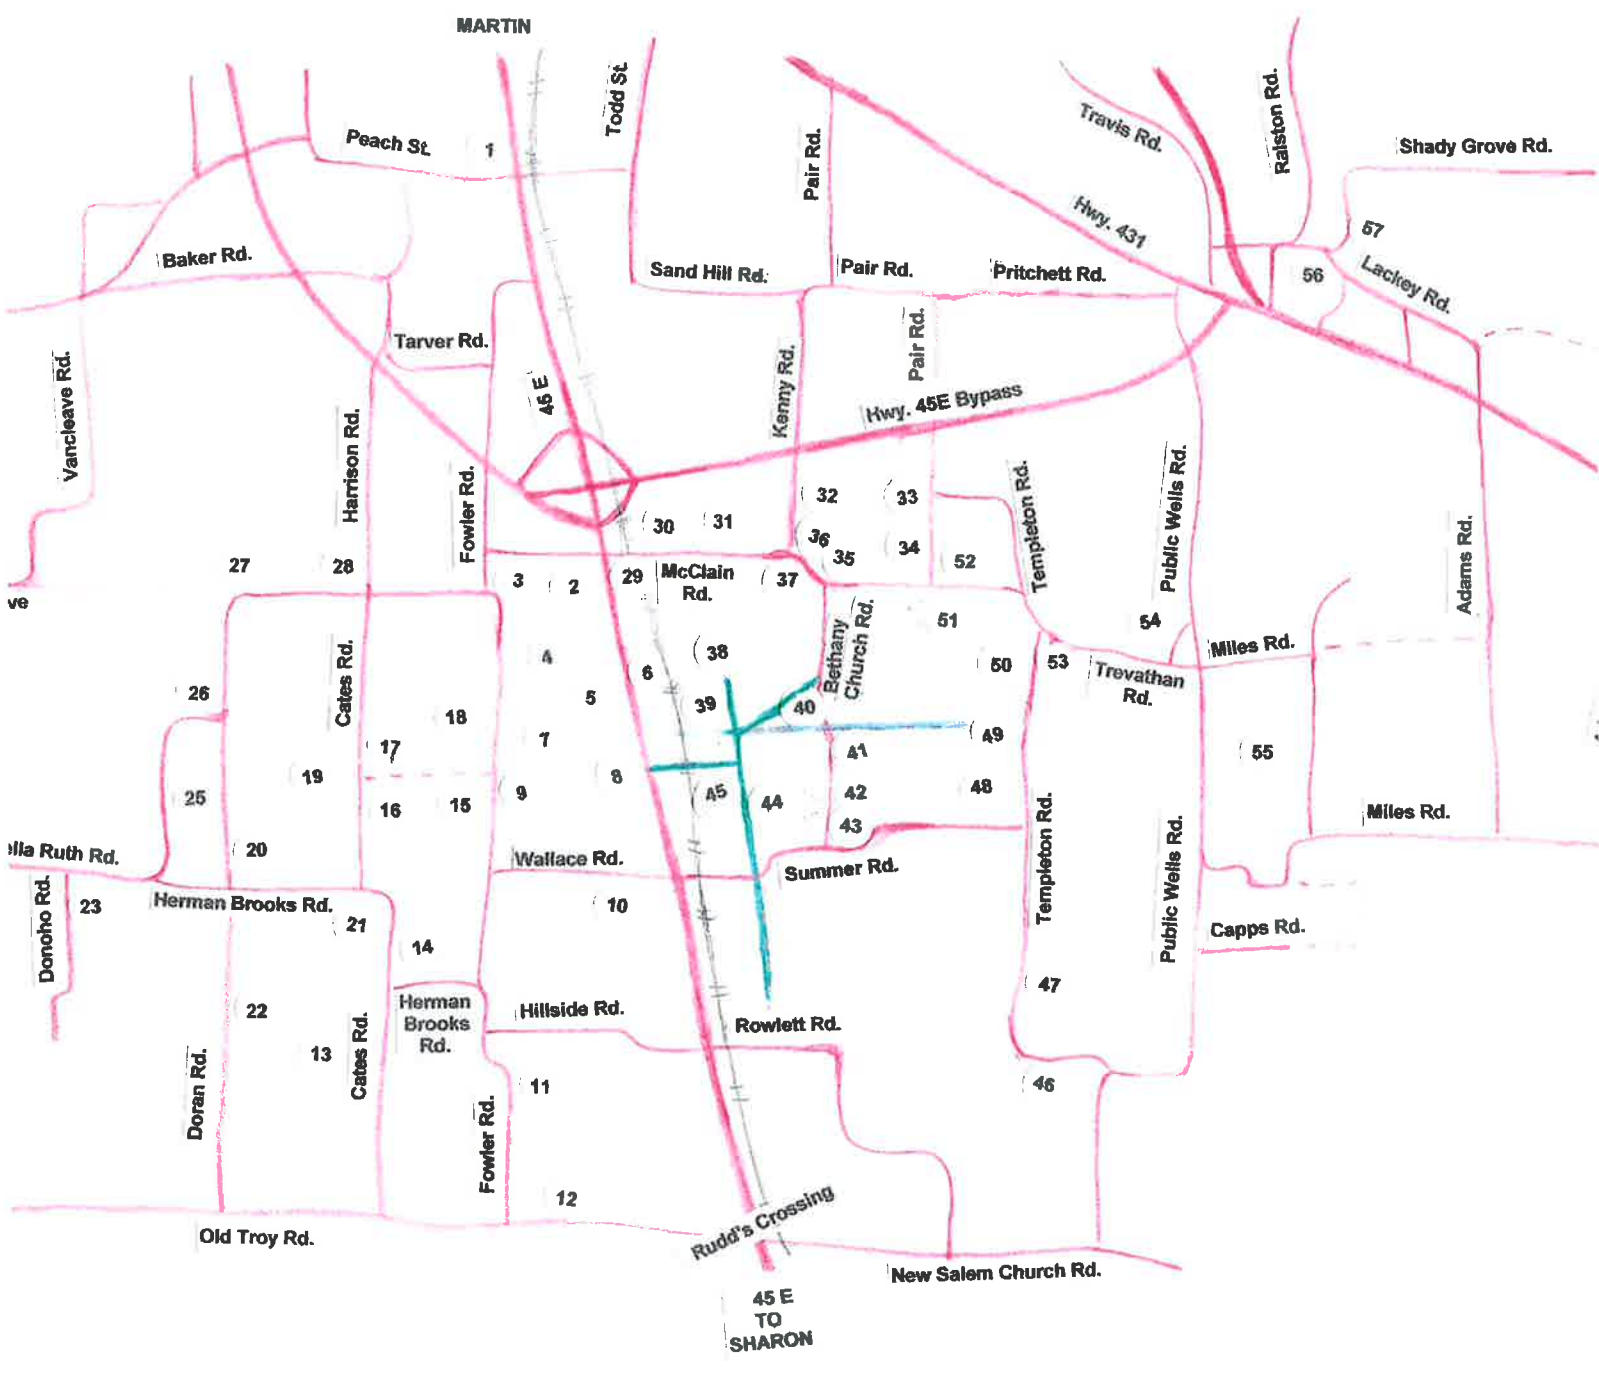 MARTIN
Todd St.
Peach St.
1
Pair Rd.
Travis Rd.
Ralston Rd.
Shady Grove Rd.
Hwy. 431
57
Baker Rd.
Sand Hill Rd.
Pair Rd.
Pritchett Rd.
56
Lackey Rd.
Tarver Rd.
45 E
Kenny Rd.
Pair Rd.
Hwy. 45E Bypass
Vancleave Rd.
Harrison Rd.
Fowler Rd.
Templeton Rd.
Public Wells Rd.
Adams Rd.
32
33
30
31
36
35
34
52
27
28
3
2
29
McClain
Rd.
37
ve
51
54
Bethany
Church Rd.
4
6
38
50
53
Miles Rd.
Trevathan
Rd.
26
Cates Rd.
5
39
40
18
17
7
41
49
55
19
8
25
16
15
9
45
44
42
48
43
Miles Rd.
Templeton Rd.
Public Wells Rd.
20
lla Ruth Rd.
Wallace Rd.
Summer Rd.
Donoho Rd.
23
Herman Brooks Rd.
21
10
14
Capps Rd.
47
22
Herman
Brooks
Rd.
Hillside Rd.
Rowlett Rd.
13
Cates Rd.
Doran Rd.
11
46
Fowler Rd.
12
Old Troy Rd.
Rudd's Crossing
New Salem Church Rd.
45 E
TO
SHARON